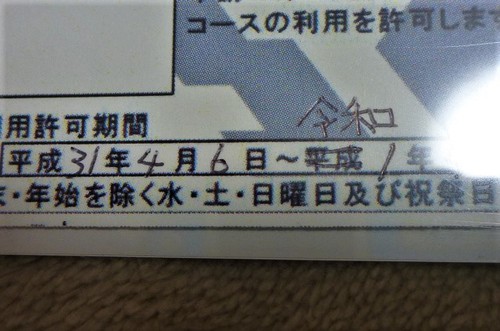 コースの利用を許可しま
用許可期間
令和
平成31年4月6日～平成1年
・年始を除く水・土・日曜日及び祝祭日